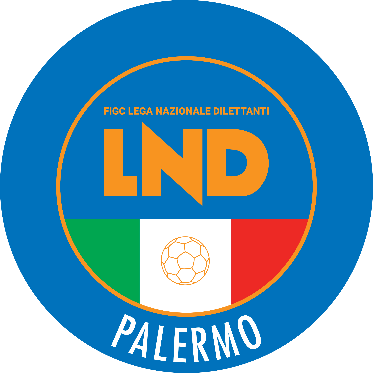 FIGC LEGA NAZIONALE DILETTANTI
LND
PALERMO